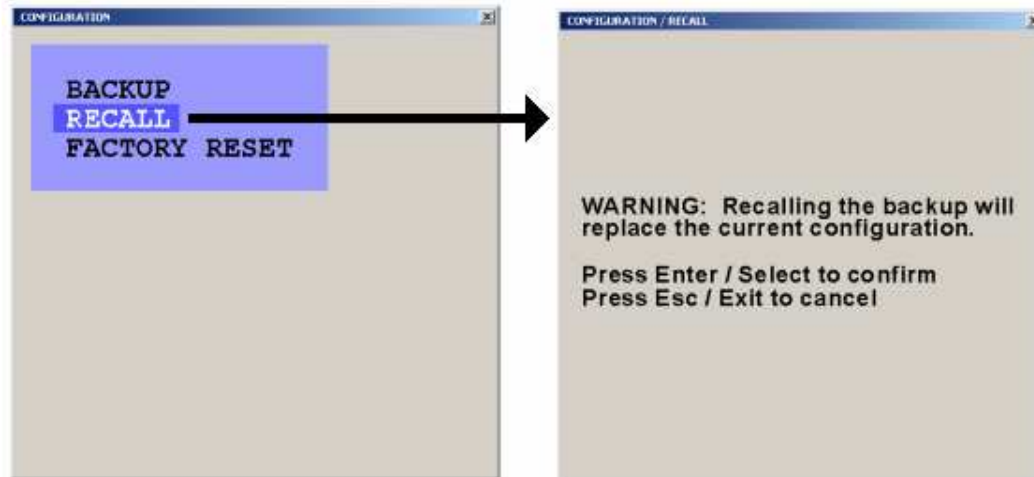 CONFIGURATION
BACKUP
RECALL
FACTORY RESET
CONFIGURATION / RECALL
WARNING: Recalling the backup will
replace the current configuration.
Press Enter / Select to confirm
Press Esc / Exit to cancel